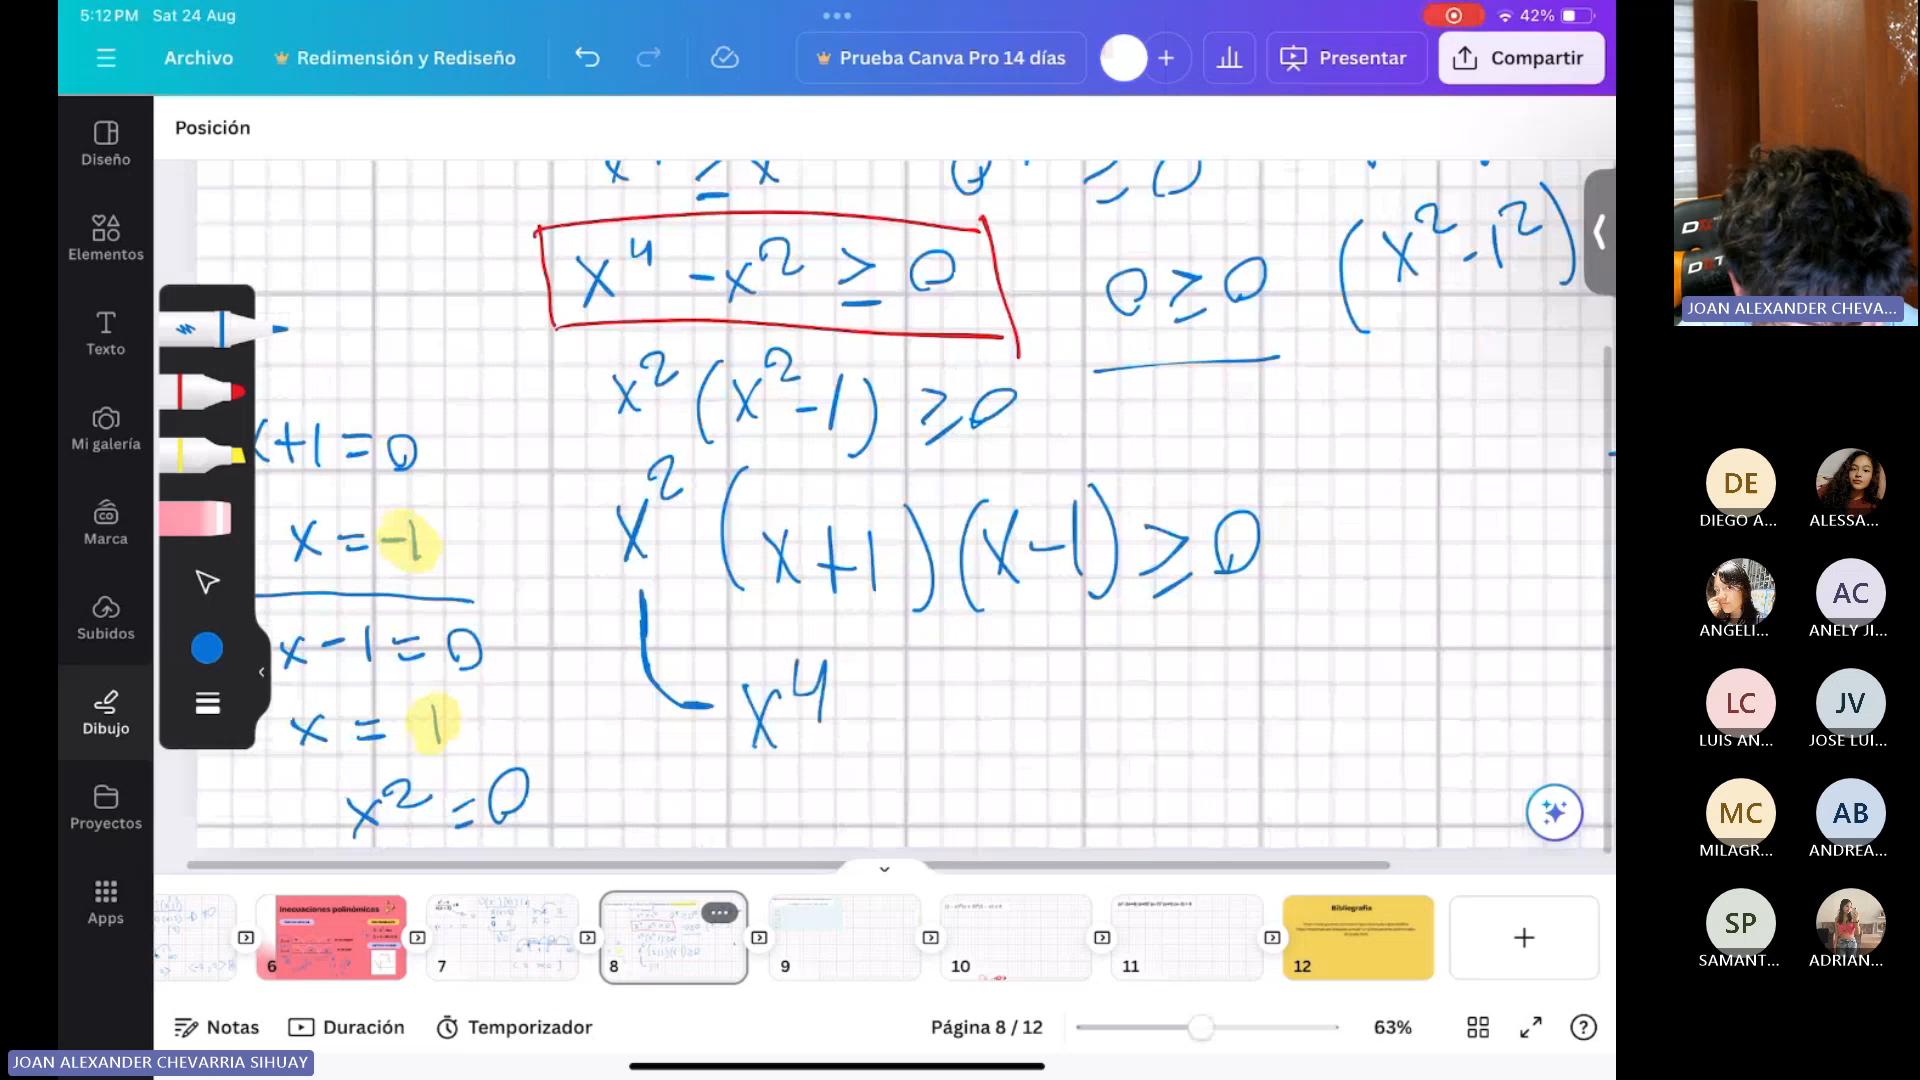 5:12 PM Sat 24 Aug
42%
Archivo
Redimensión y Rediseño
Prueba Canva Pro 14 días
Presentar
Compartir
Posición
Diseño
Elementos
Texto
Mi galería
Marca
Subidos
Dibujo
Proyectos
Apps
x⁴ - x² ≥ 0
0 ≥ 0
(x² - 1²)
x² (x² - 1) ≥ 0
x + 1 = 0
x² (x + 1)(x - 1) ≥ 0
x = -1
x - 1 = 0
x⁴
x = 1
x² = 0
Inecuaciones polinómicas
6
7
8
9
10
11
Bibliografía
12
Notas
Duración
Temporizador
Página 8 / 12
63%
JOAN ALEXANDER CHEVARRIA SIHUAY
JOAN ALEXANDER CHEVA...
DE
DIEGO A...
ALESSA...
ANGELI...
AC
ANELY JI...
LC
LUIS AN...
JV
JOSE LUI...
MC
MILAGR...
AB
ANDREA...
SP
SAMANT...
ADRIAN...